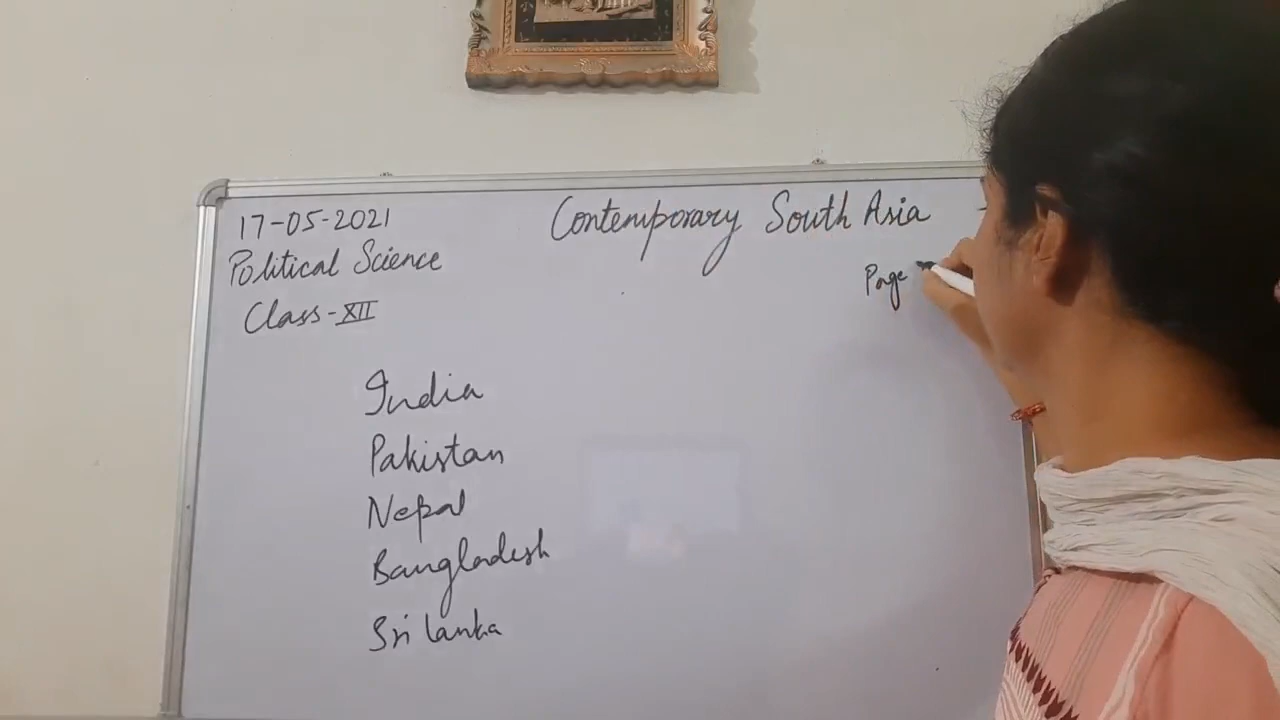 17-05-2021
Contemporary South Asia
Political Science
Page
Class-XII
India
Pakistan
Nepal
Bangladesh
Sri lanka